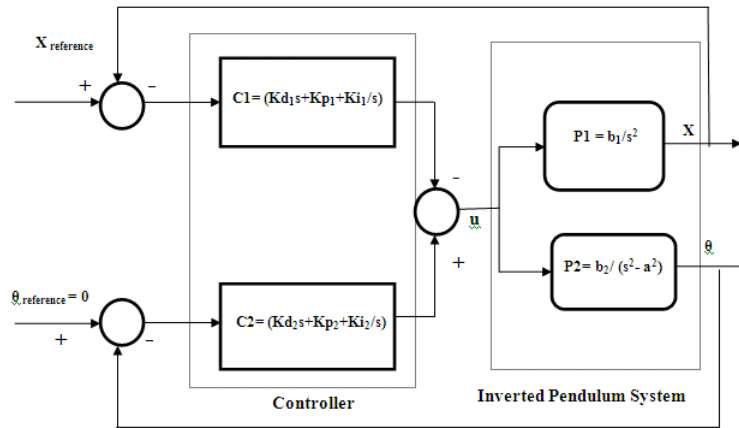 X reference
+
-
C1= (Kd₁s+Kp₁+Ki₁/s)
P1 = b₁/s²
X
-
u
+
θ
P2= b₂/ (s²- a²)
θ reference = 0
+
-
C2= (Kd₂s+Kp₂+Ki₂/s)
Controller
Inverted Pendulum System